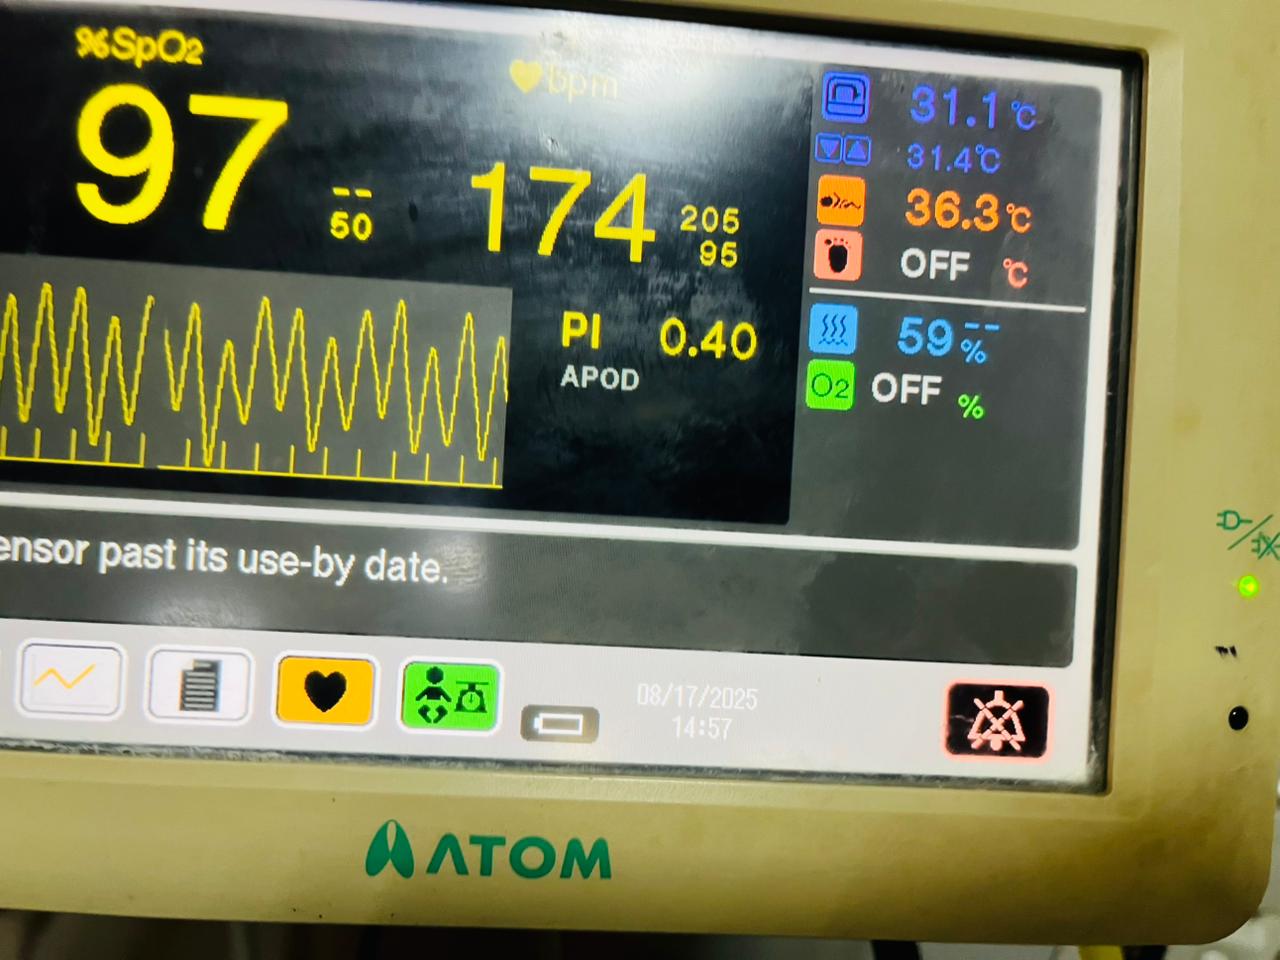 %SpO2
97
--
50
bpm
174
205
95
PI 0.40
APOD
31.1 °C
31.4°C
36.3 °C
OFF °C
59 -- %
O2 OFF %
ensor past its use-by date.
08/17/2025
14:57
ATOM